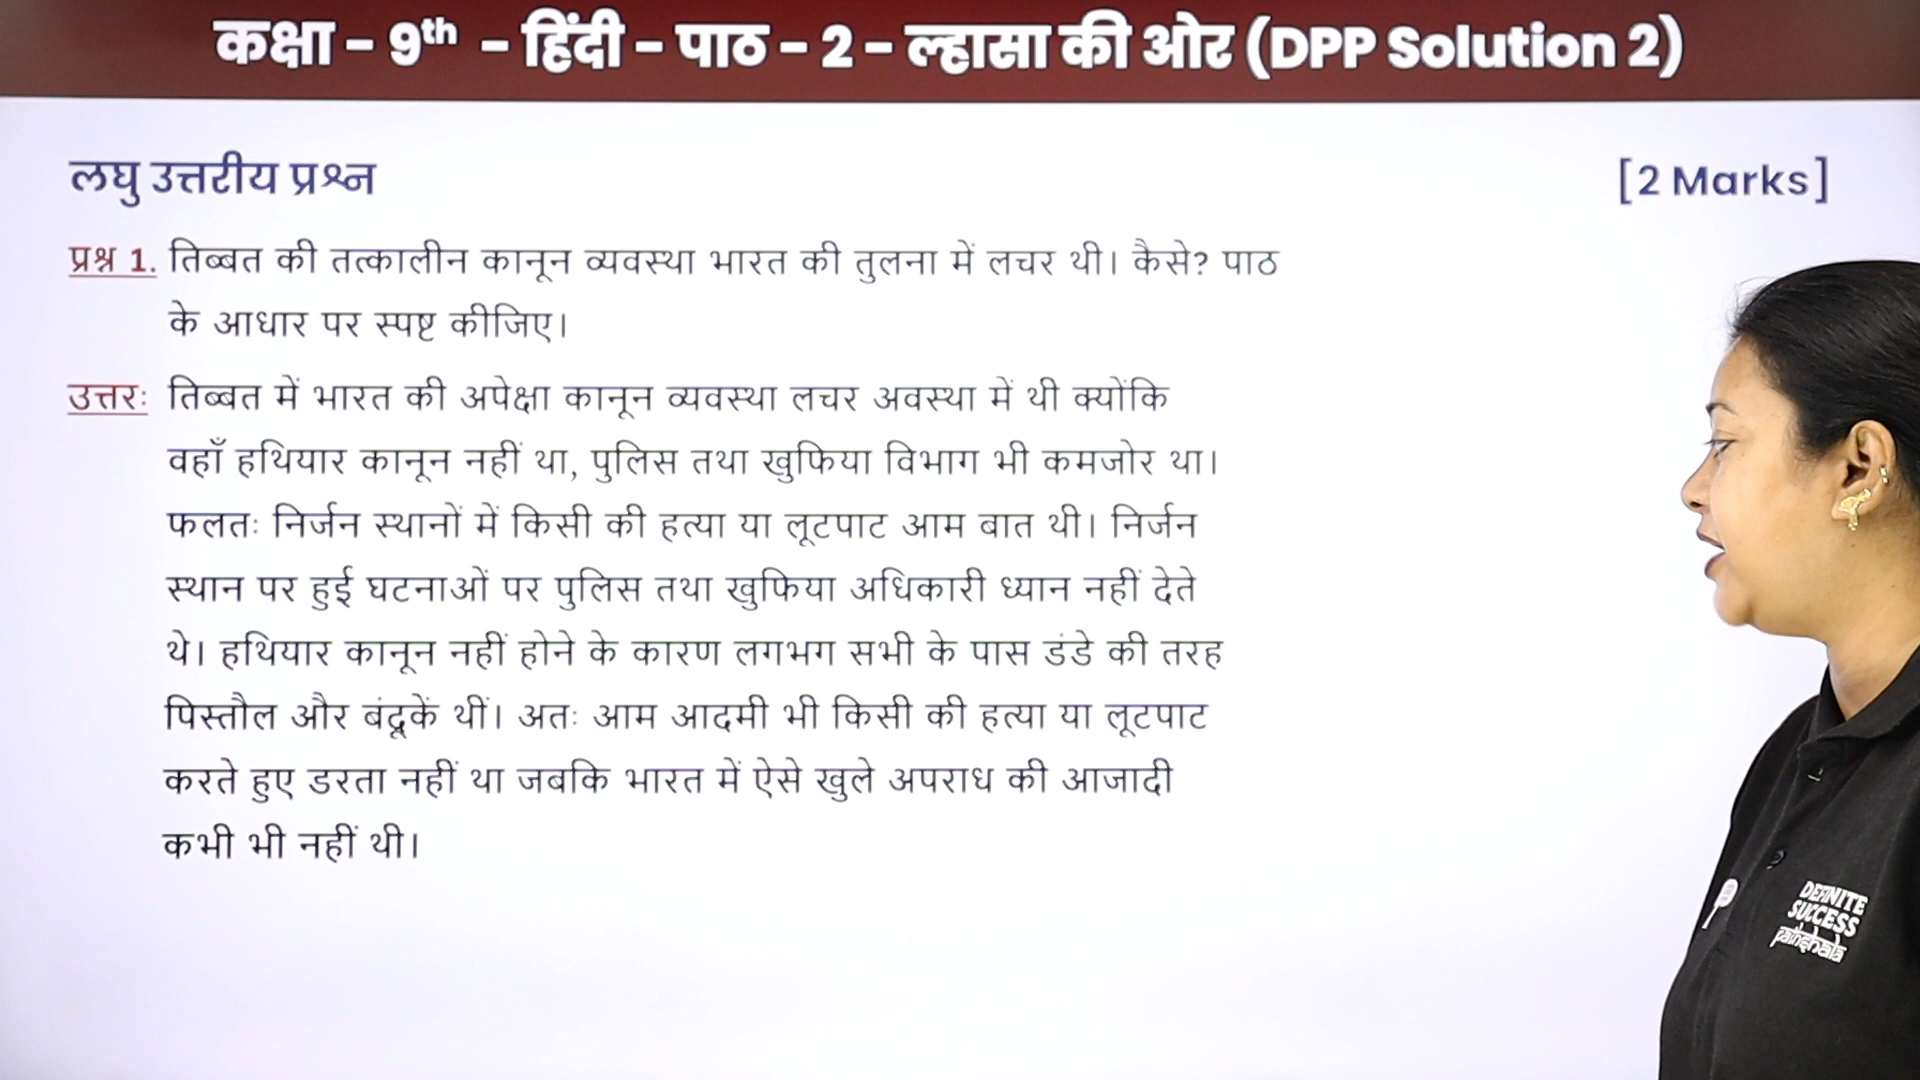 कक्षा – 9th – हिंदी – पाठ – 2 – ल्हासा की ओर (DPP Solution 2)
लघु उत्तरीय प्रश्न [2 Marks]
प्रश्न 1. तिब्बत की तत्कालीन कानून व्यवस्था भारत की तुलना में लचर थी। कैसे? पाठ
के आधार पर स्पष्ट कीजिए।
उत्तरः तिब्बत में भारत की अपेक्षा कानून व्यवस्था लचर अवस्था में थी क्योंकि
वहाँ हथियार कानून नहीं था, पुलिस तथा खुफिया विभाग भी कमजोर था।
फलतः निर्जन स्थानों में किसी की हत्या या लूटपाट आम बात थी। निर्जन
स्थान पर हुई घटनाओं पर पुलिस तथा खुफिया अधिकारी ध्यान नहीं देते
थे। हथियार कानून नहीं होने के कारण लगभग सभी के पास डंडे की तरह
पिस्तौल और बंदूकें थीं। अतः आम आदमी भी किसी की हत्या या लूटपाट
करते हुए डरता नहीं था जबकि भारत में ऐसे खुले अपराध की आजादी
कभी भी नहीं थी।
DEFINITE
SUCCESS
pathshala